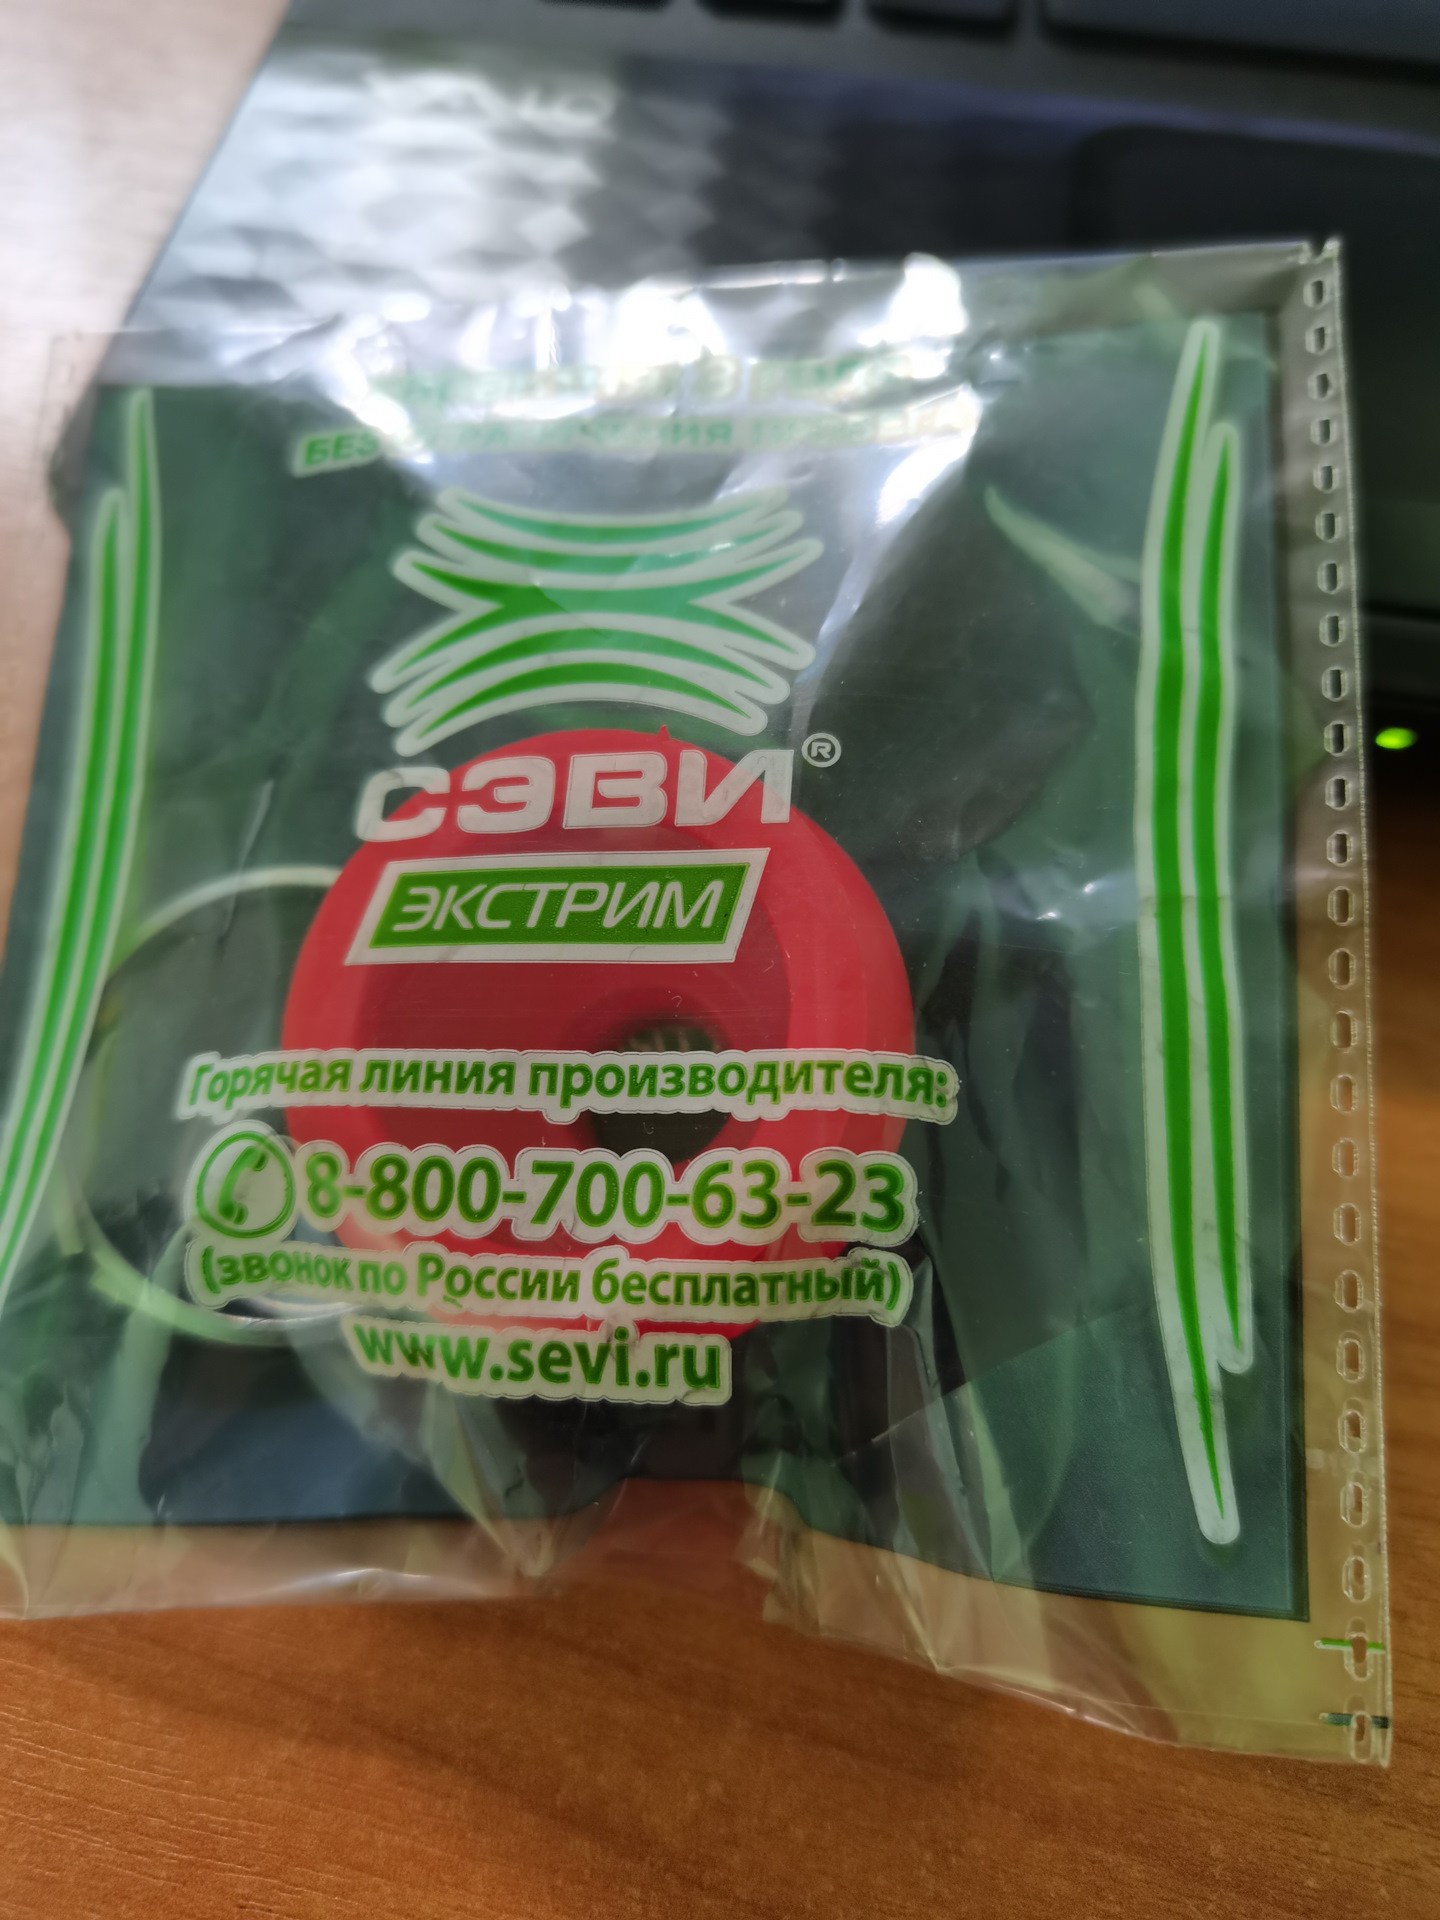 СЭВИ®
ЭКСТРИМ
Горячая линия производителя:
8-800-700-63-23
(звонок по России бесплатный)
www.sevi.ru